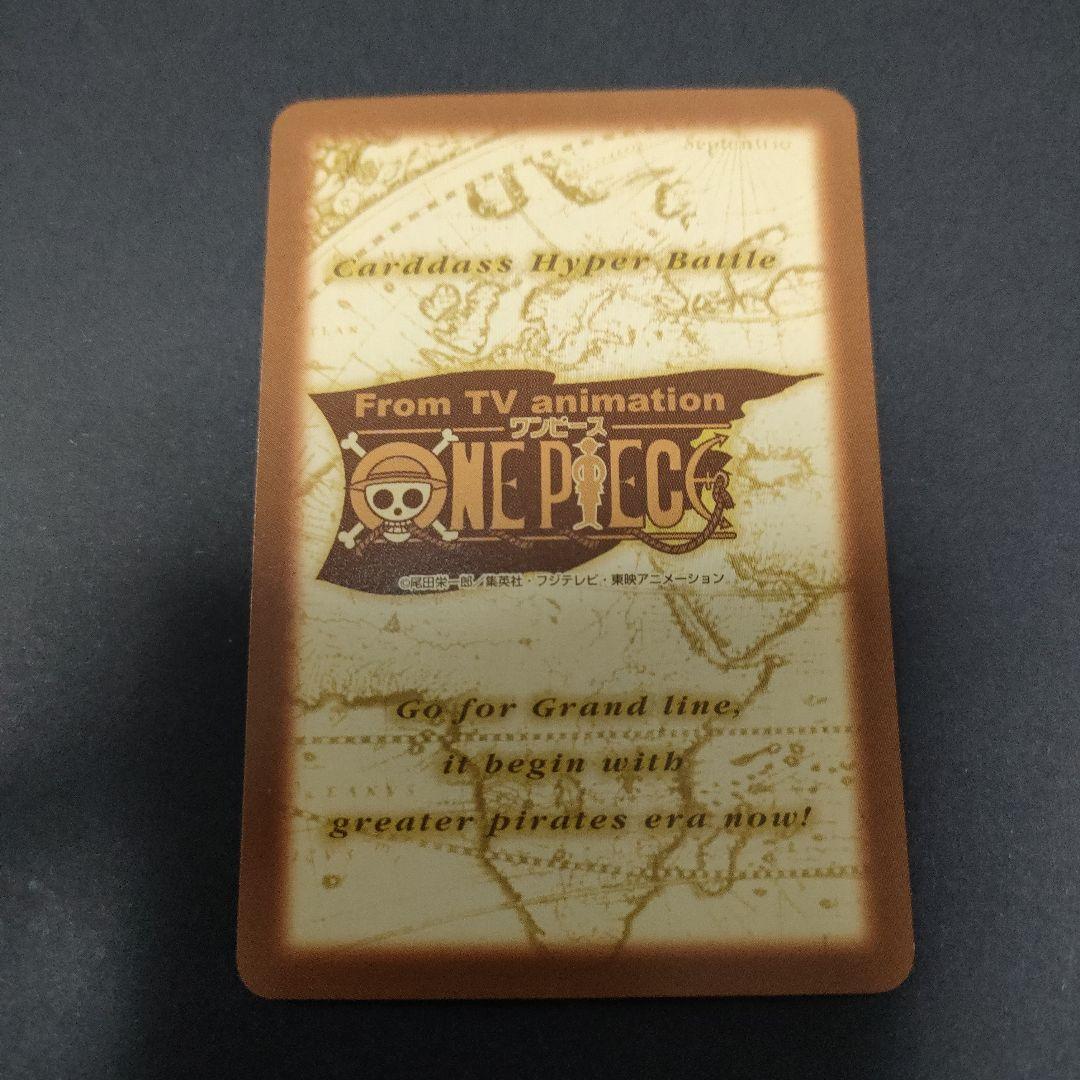 Septentrio
Carddass Hyper Battle
From TV animation
ワンピース
ONE PIECE
©尾田栄一郎／集英社・フジテレビ・東映アニメーション
Go for Grand line,
it begin with
greater pirates era now!